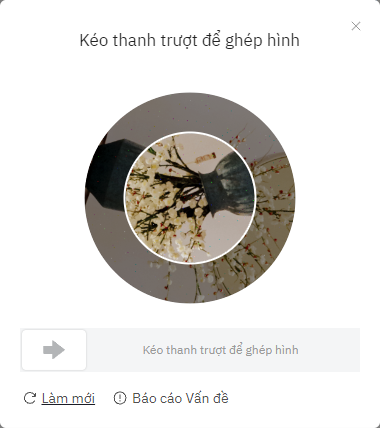 Kéo thanh trượt để ghép hình
Kéo thanh trượt để ghép hình
Làm mới
Báo cáo Vấn đề